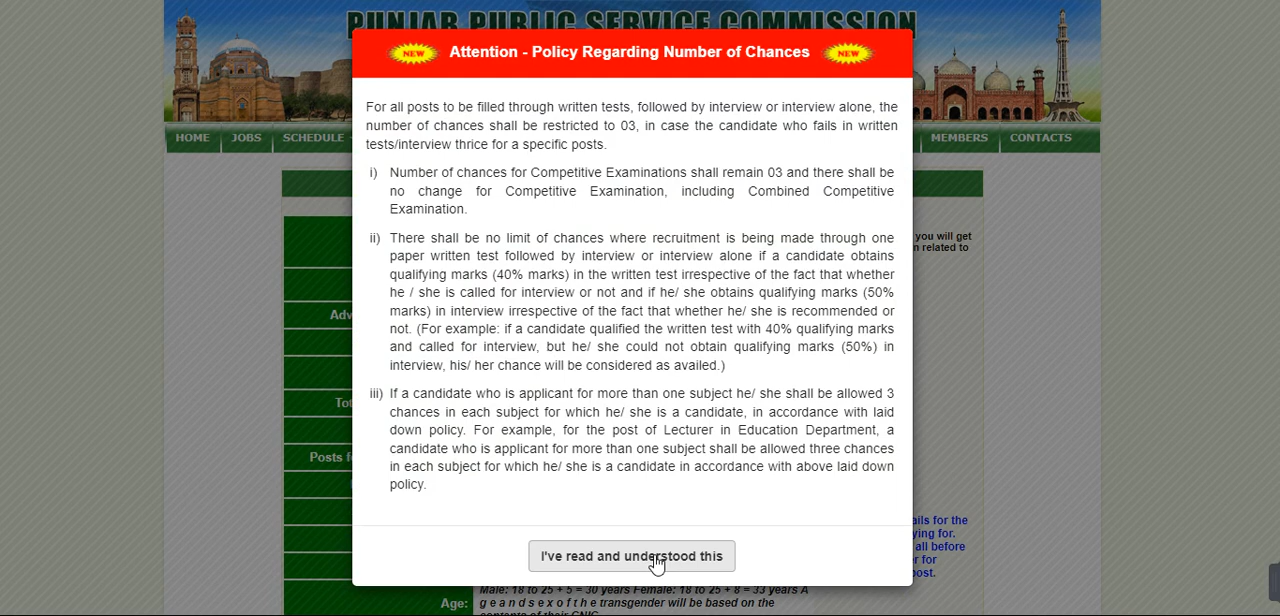 PUNJAB PUBLIC SERVICE COMMISSION
NEW Attention - Policy Regarding Number of Chances NEW
HOME JOBS SCHEDULE MEMBERS CONTACTS
For all posts to be filled through written tests, followed by interview or interview alone, the
number of chances shall be restricted to 03, in case the candidate who fails in written
tests/interview thrice for a specific posts.
i) Number of chances for Competitive Examinations shall remain 03 and there shall be
no change for Competitive Examination, including Combined Competitive
Examination.
ii) There shall be no limit of chances where recruitment is being made through one
paper written test followed by interview or interview alone if a candidate obtains
qualifying marks (40% marks) in the written test irrespective of the fact that whether
he / she is called for interview or not and if he/ she obtains qualifying marks (50%
marks) in interview irrespective of the fact that whether he/ she is recommended or
not. (For example: if a candidate qualified the written test with 40% qualifying marks
and called for interview, but he/ she could not obtain qualifying marks (50%) in
interview, his/ her chance will be considered as availed.)
iii) If a candidate who is applicant for more than one subject he/ she shall be allowed 3
chances in each subject for which he/ she is a candidate, in accordance with laid
down policy. For example, for the post of Lecturer in Education Department, a
candidate who is applicant for more than one subject shall be allowed three chances
in each subject for which he/ she is a candidate in accordance with above laid down
policy.
I've read and understood this
you will get
related to
Adv
Tot
Posts f
ails for the
ying for.
all before
r for
post.
Male: 18 to 25 + 5 = 30 years Female: 18 to 25 + 8 = 33 years A
Age: g e a n d s e x o f t h e transgender will be based on the
contents of their CNIC